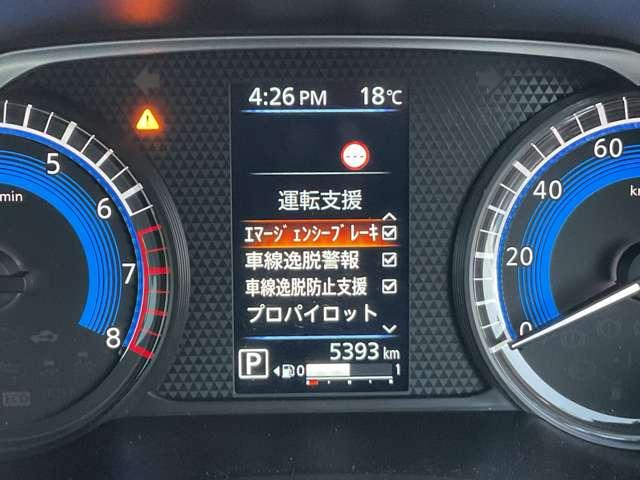 4:26 PM 18℃
運転支援
エマージェンシーブレーキ
車線逸脱警報
車線逸脱防止支援
プロパイロット
P 5393 km
0 1
5
6
7
8
min
60
40
20
0
km